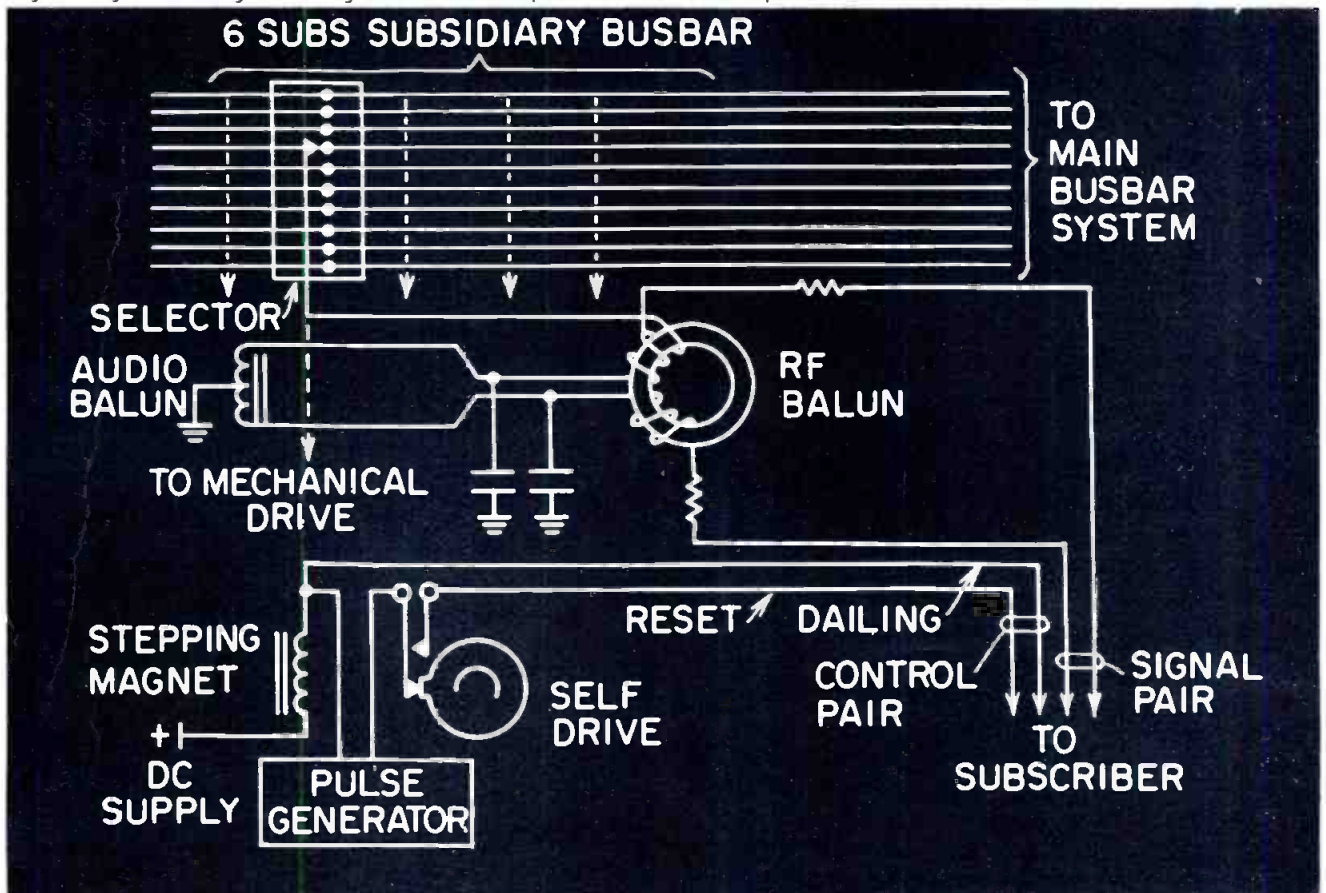 6 SUBS SUBSIDIARY BUSBAR
TO
MAIN
BUSBAR
SYSTEM
SELECTOR
AUDIO
BALUN
RF
BALUN
TO MECHANICAL
DRIVE
RESET
DAILING
STEPPING
MAGNET
SELF
DRIVE
CONTROL
PAIR
SIGNAL
PAIR
+
DC
SUPPLY
PULSE
GENERATOR
TO
SUBSCRIBER